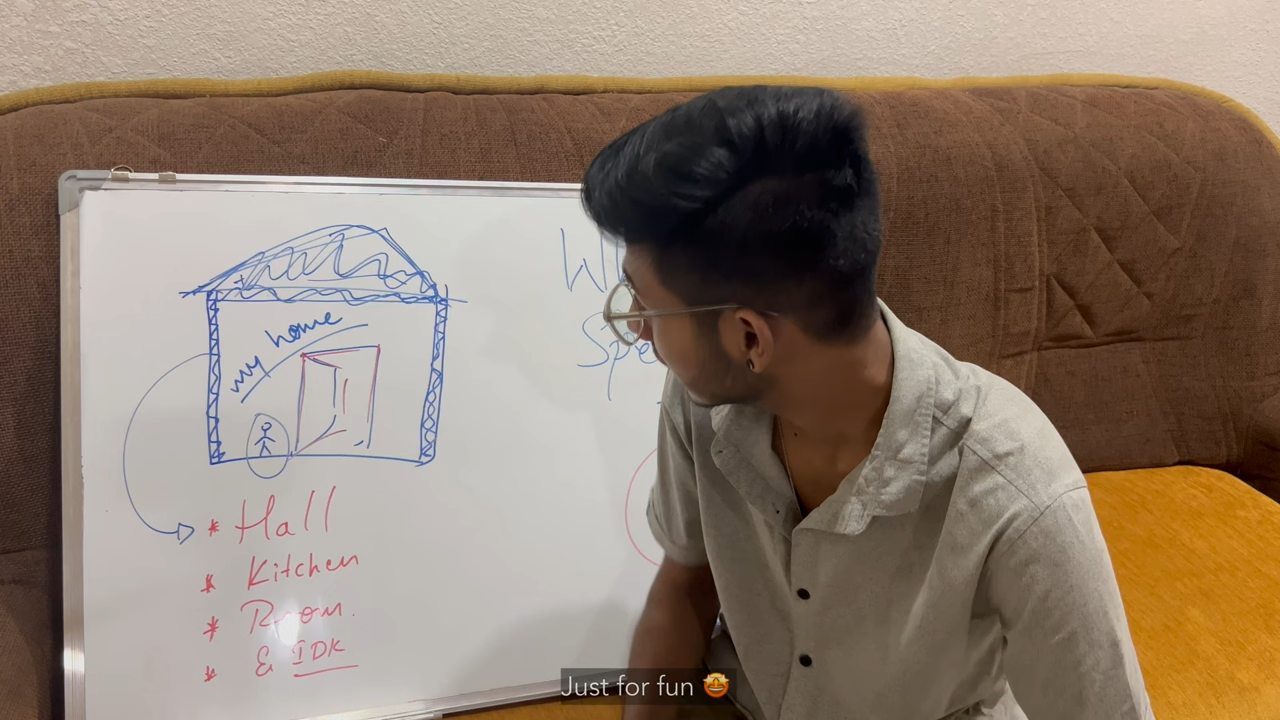 my home
* Hall
* Kitchen
* Room.
* & IDK
Just for fun 🤩